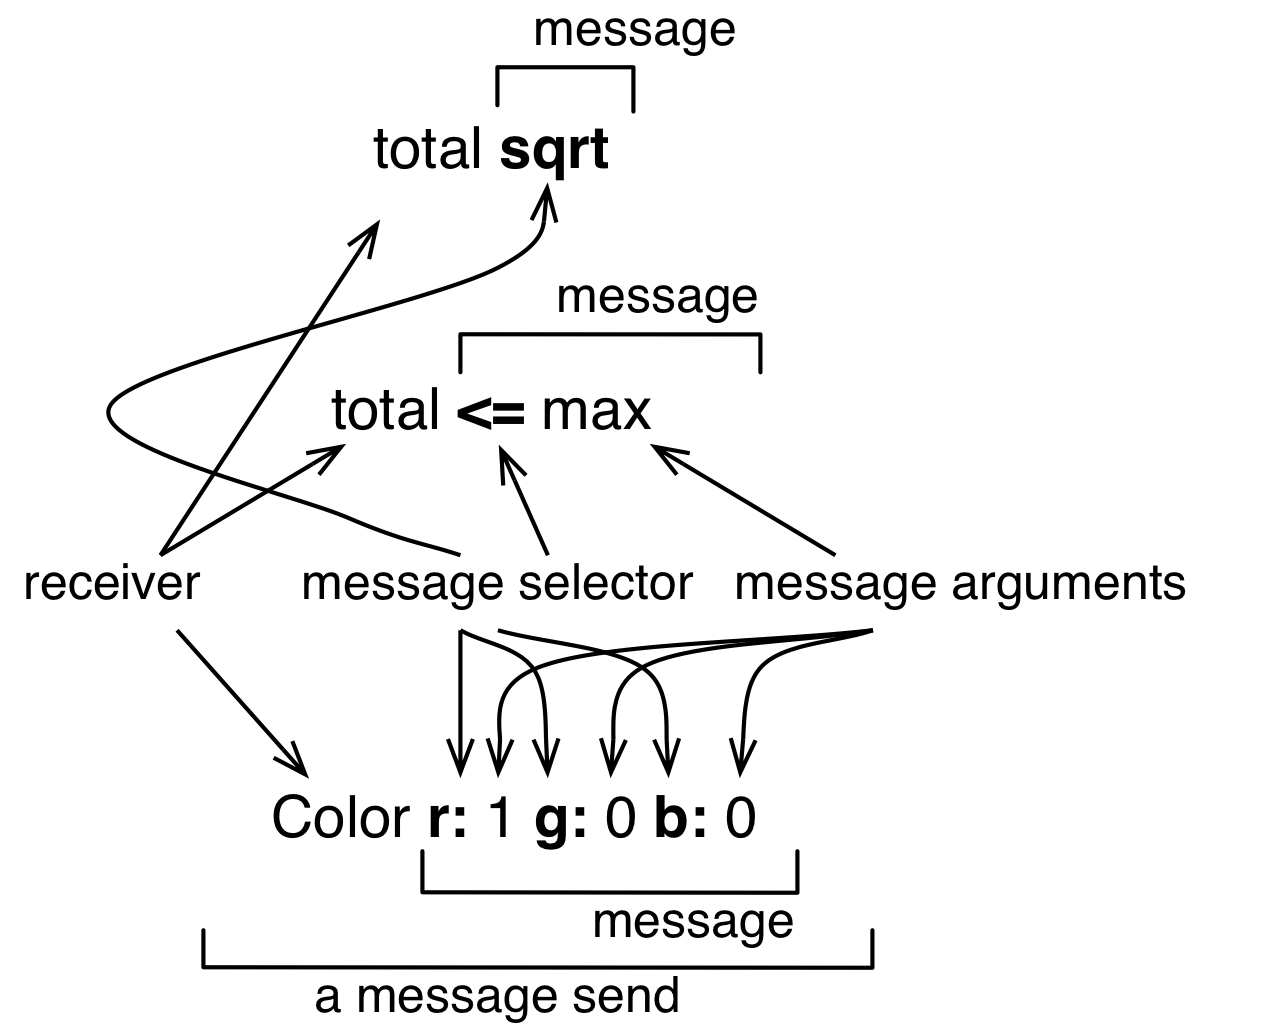 message
total sqrt
message
total <= max
receiver message selector message arguments
Color r: 1 g: 0 b: 0
message
a message send